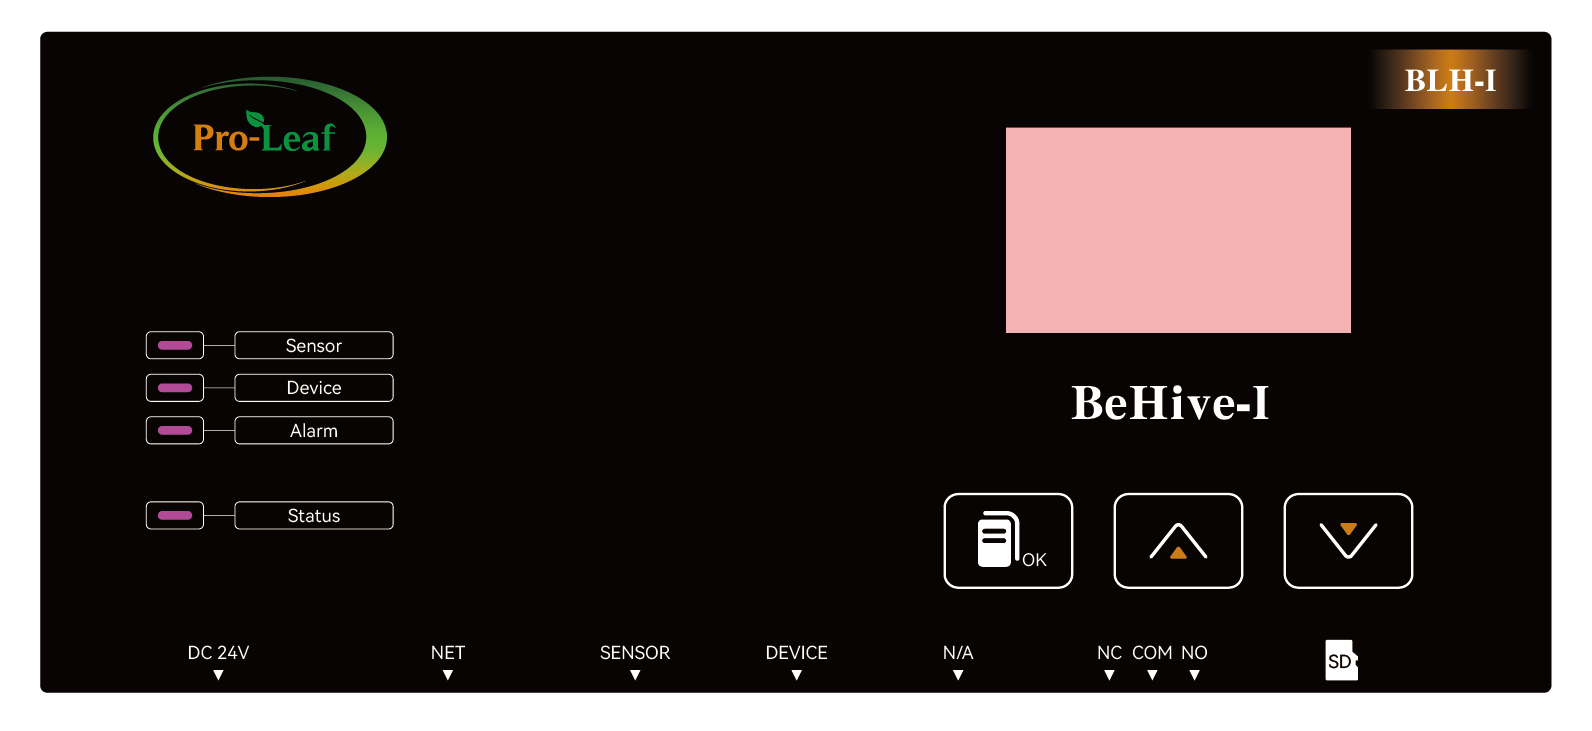 BLH-I
Pro-Leaf
Sensor
Device
Alarm
Status
BeHive-I
OK
DC 24V NET SENSOR DEVICE N/A NC COM NO SD